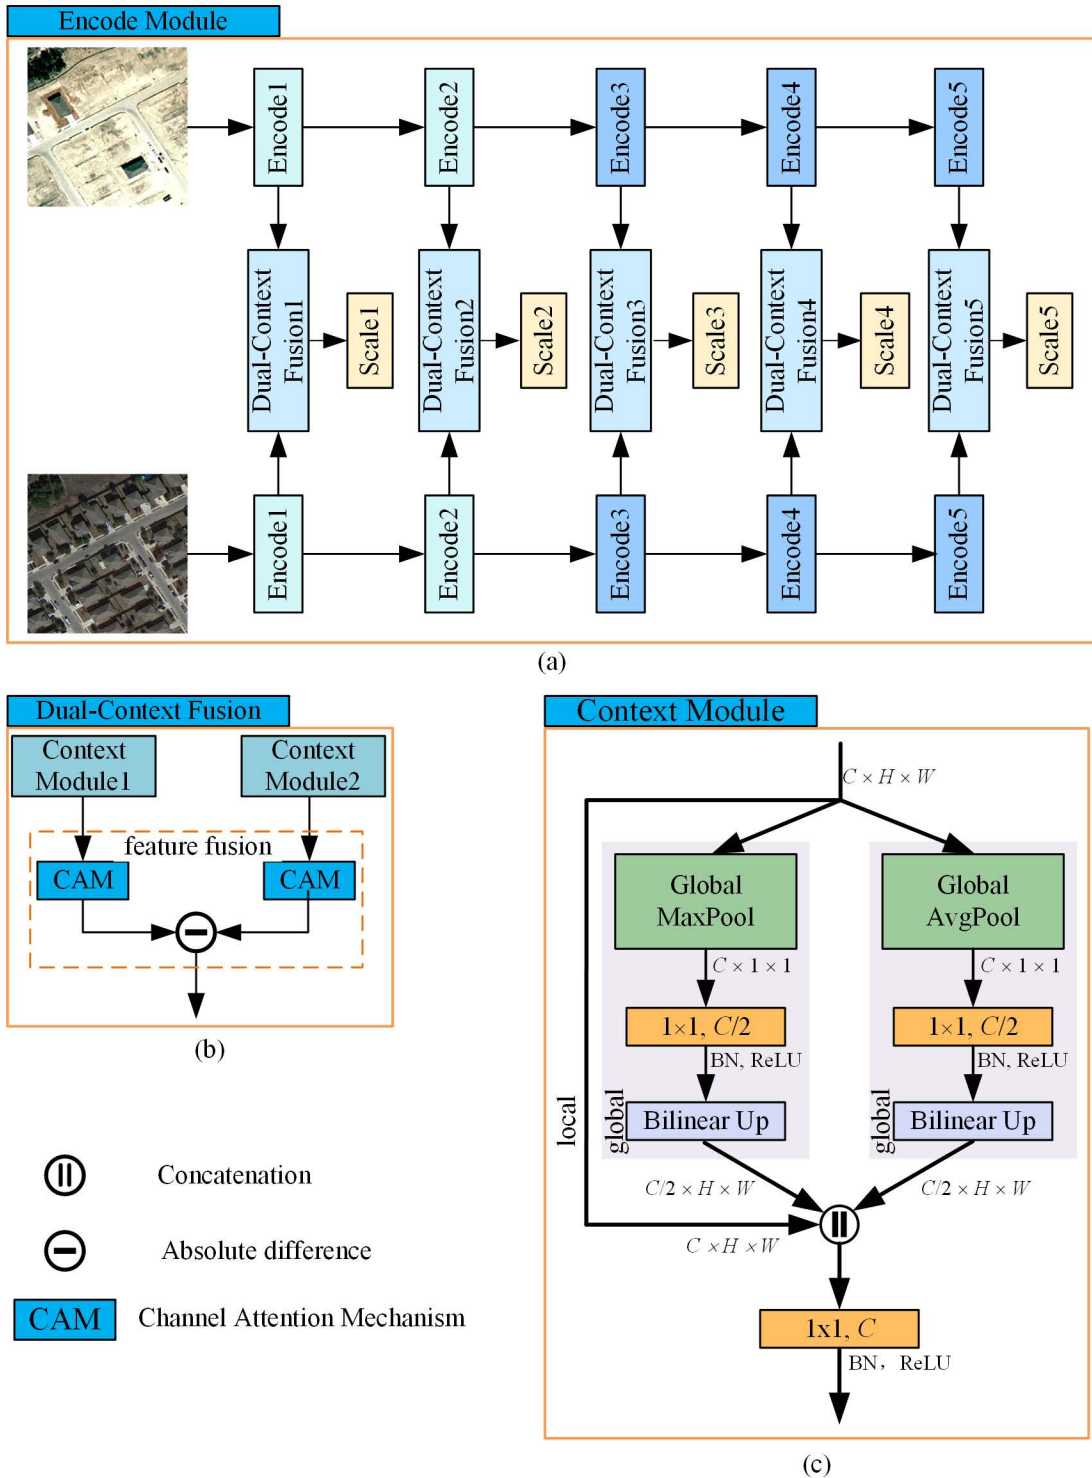 Encode Module
Encode1
Encode2
Encode3
Encode4
Encode5
Dual-Context
Fusion1
Scale1
Dual-Context
Fusion2
Scale2
Dual-Context
Fusion3
Scale3
Dual-Context
Fusion4
Scale4
Dual-Context
Fusion5
Scale5
Encode1
Encode2
Encode3
Encode4
Encode5
(a)
Dual-Context Fusion
Context
Module1
Context
Module2
feature fusion
CAM
CAM
(b)
Concatenation
Absolute difference
CAM
Channel Attention Mechanism
Context Module
C × H × W
Global
MaxPool
Global
AvgPool
C × 1 × 1
C × 1 × 1
1×1, C/2
1×1, C/2
BN, ReLU
BN, ReLU
local
global
Bilinear Up
global
Bilinear Up
C/2 × H × W
C/2 × H × W
C × H × W
1x1, C
BN, ReLU
(c)